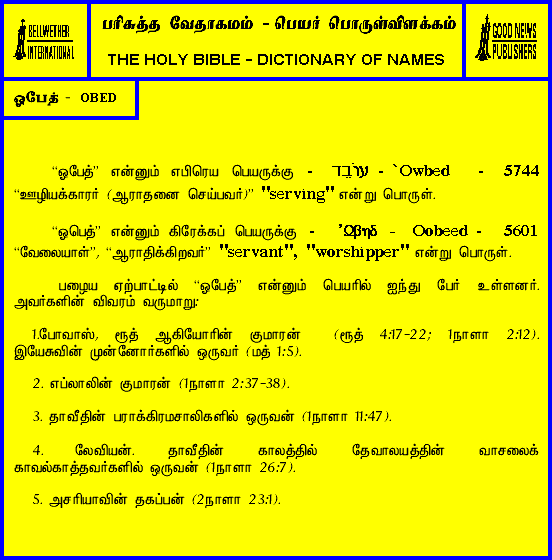 BELLWETHER
INTERNATIONAL
பரிசுத்த வேதாகமம் - பெயர் பொருள்விளக்கம்
THE HOLY BIBLE - DICTIONARY OF NAMES
GOOD NEWS
PUBLISHERS
ஓபேத் - OBED
“ஓபேத்” என்னும் எபிரெய பெயருக்கு - עוֹבֵד - `Owbed - 5744
“ஊழியக்காரர் (ஆராதனை செய்பவர்)” "serving" என்று பொருள்.
“ஓபெத்” என்னும் கிரேக்கப் பெயருக்கு - ’Ωβηδ - Oobeed - 5601
“வேலையாள்”, “ஆராதிக்கிறவர்” "servant", "worshipper" என்று பொருள்.
பழைய ஏற்பாட்டில் “ஓபேத்” என்னும் பெயரில் ஐந்து பேர் உள்ளனர்.
அவர்களின் விவரம் வருமாறு:
1.போவாஸ், ரூத் ஆகியோரின் குமாரன் (ரூத் 4:17-22; 1நாளா 2:12).
இயேசுவின் முன்னோர்களில் ஒருவர் (மத் 1:5).
2. எப்லாலின் குமாரன் (1நாளா 2:37-38).
3. தாவீதின் பராக்கிரமசாலிகளில் ஒருவன் (1நாளா 11:47).
4. லேவியன். தாவீதின் காலத்தில் தேவாலயத்தின் வாசலைக்
காவல்காத்தவர்களில் ஒருவன் (1நாளா 26:7).
5. அசரியாவின் தகப்பன் (2நாளா 23:1).